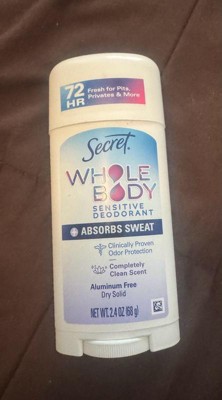 72
HR
Fresh for Pits,
Privates & More
Secret.
WHOLE
BODY
SENSITIVE
DEODORANT
+ ABSORBS SWEAT
Clinically Proven
Odor Protection
Completely
Clean Scent
Aluminum Free
Dry Solid
NET WT. 2.4 OZ (68 g)